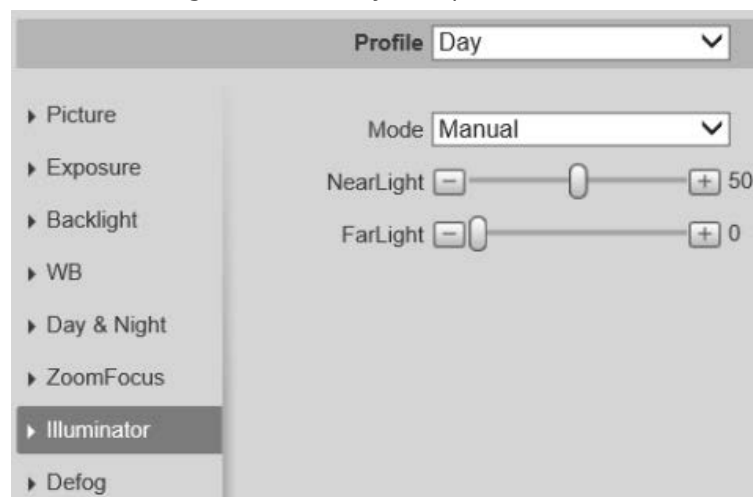 Profile Day
Picture
Mode Manual
Exposure
NearLight 50
Backlight
FarLight 0
WB
Day & Night
ZoomFocus
Illuminator
Defog